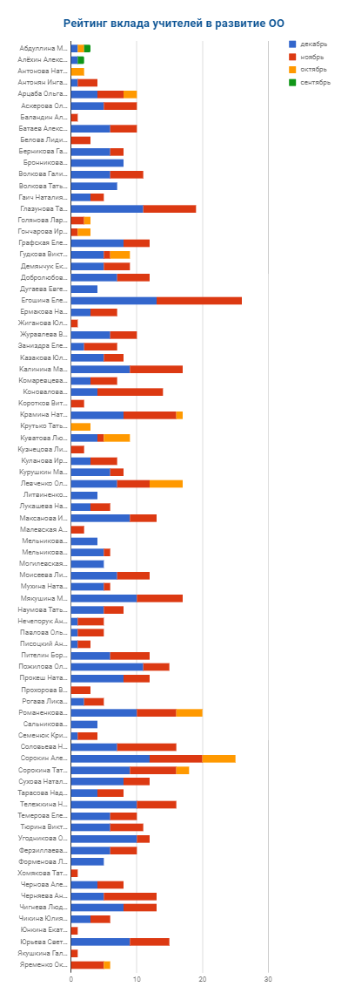 Рейтинг вклада учителей в развитие ОО
декабрь
ноябрь
октябрь
сентябрь
Абдуллина М...
Алёхин Алекс...
Антонова Нат...
Антонян Инга...
Арцаба Ольга...
Аскерова Ол...
Баландин Ал...
Батаев Алекс...
Белова Лиди...
Берникова Га...
Бронникова...
Волкова Гали...
Волкова Тать...
Гаич Наталия...
Глазунова Та...
Голянова Лар...
Гончарова Ир...
Графская Еле...
Гудкова Викт...
Демянчук Ек...
Добролюбов...
Дугаева Евге...
Егошина Еле...
Ермакова На...
Жиганова Юл...
Журавлева В...
Заниздра Еле...
Казакова Юл...
Калинина Ма...
Комаревцева...
Коновалова...
Коротков Вит...
Крамина Нат...
Крутько Тать...
Куватова Лю...
Кузнецова Ли...
Куланова Ир...
Курушкин Ма...
Левченко Ол...
Литвиненко...
Лукашева На...
Максанова И...
Малевская А...
Мельникова...
Мельникова...
Могилевская...
Моисеева Ли...
Мухина Ната...
Мякушина М...
Наумова Тать...
Нечепорук Ан...
Павлова Оль...
Писоцкий Ан...
Пителин Бор...
Пожилова Ол...
Прокеш Ната...
Прохорова В...
Рогава Лика...
Романенкова...
Сальникова...
Семенюк Кри...
Соловьева Н...
Сорокин Але...
Сорокина Тат...
Сухова Натал...
Тарасова Над...
Тележкина Н...
Темерова Еле...
Тюрина Викт...
Угодникова О...
Ферзиллаева...
Форменова Л...
Хомякова Тат...
Чернова Але...
Черняева Ан...
Чигнева Люд...
Чикина Юлия...
Юнкина Екат...
Юрьева Свет...
Якушкина Гал...
Яременко Ок...
0 10 20 30